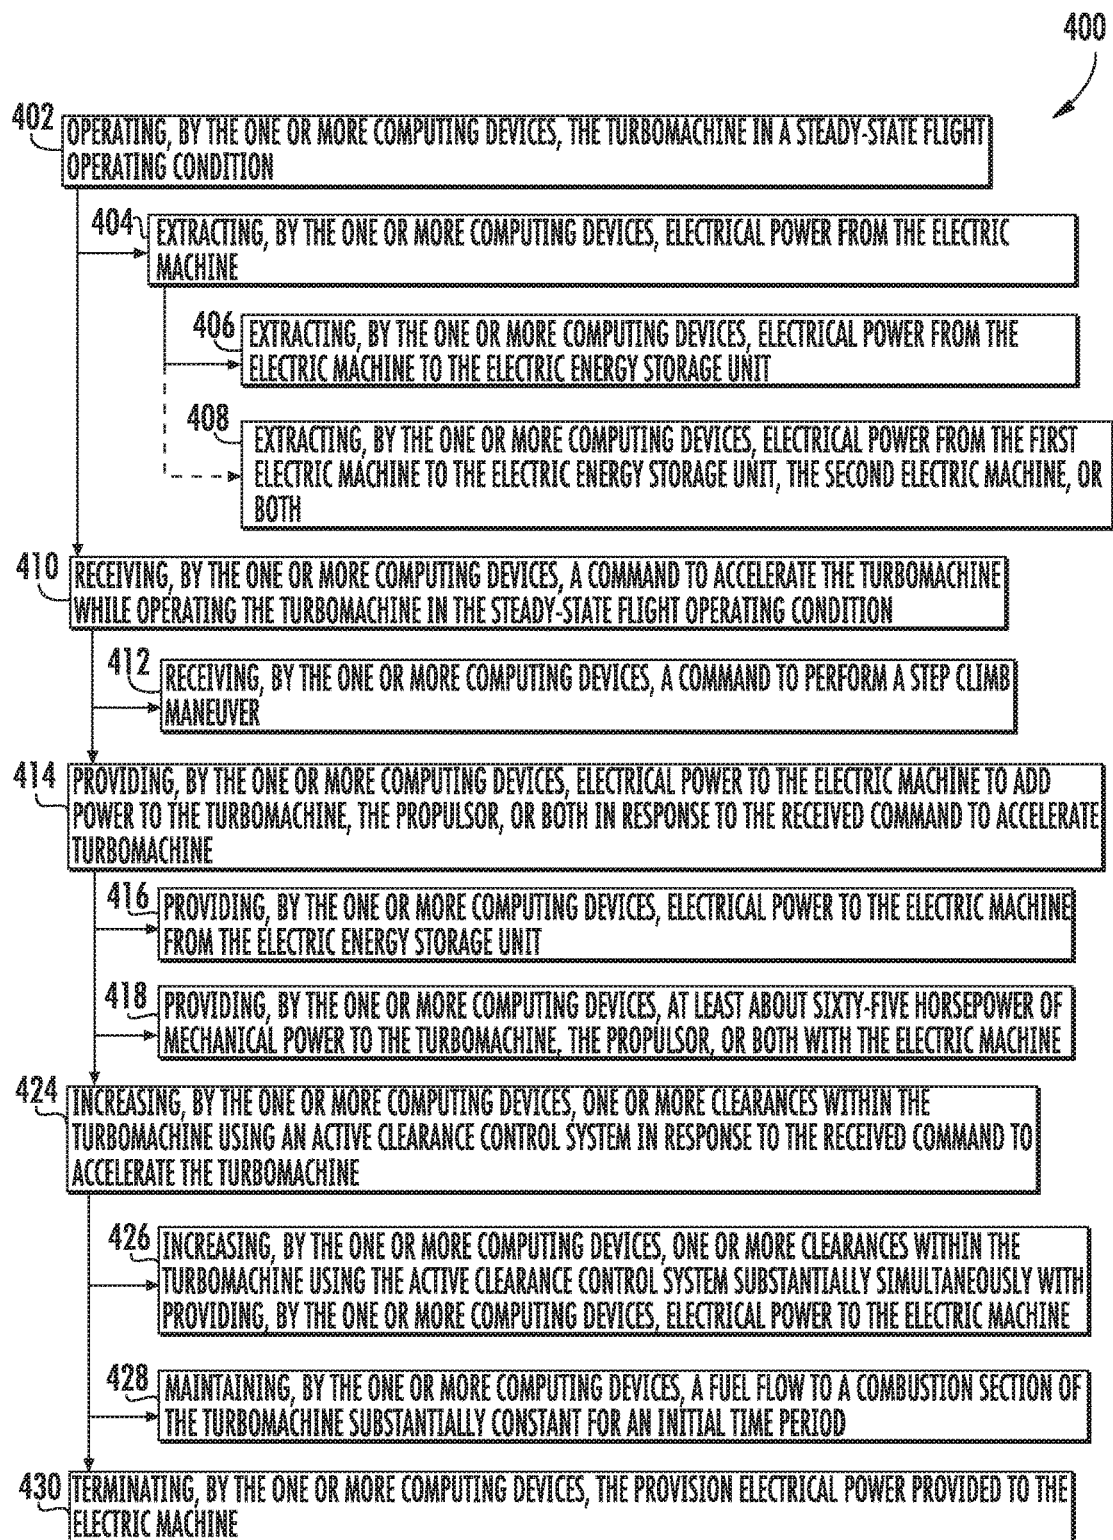 400
402
OPERATING, BY THE ONE OR MORE COMPUTING DEVICES, THE TURBOMACHINE IN A STEADY-STATE FLIGHT
OPERATING CONDITION
404
EXTRACTING, BY THE ONE OR MORE COMPUTING DEVICES, ELECTRICAL POWER FROM THE ELECTRIC
MACHINE
406
EXTRACTING, BY THE ONE OR MORE COMPUTING DEVICES, ELECTRICAL POWER FROM THE
ELECTRIC MACHINE TO THE ELECTRIC ENERGY STORAGE UNIT
408
EXTRACTING, BY THE ONE OR MORE COMPUTING DEVICES, ELECTRICAL POWER FROM THE FIRST
ELECTRIC MACHINE TO THE ELECTRIC ENERGY STORAGE UNIT, THE SECOND ELECTRIC MACHINE, OR
BOTH
410
RECEIVING, BY THE ONE OR MORE COMPUTING DEVICES, A COMMAND TO ACCELERATE THE TURBOMACHINE
WHILE OPERATING THE TURBOMACHINE IN THE STEADY-STATE FLIGHT OPERATING CONDITION
412
RECEIVING, BY THE ONE OR MORE COMPUTING DEVICES, A COMMAND TO PERFORM A STEP CLIMB
MANEUVER
414
PROVIDING, BY THE ONE OR MORE COMPUTING DEVICES, ELECTRICAL POWER TO THE ELECTRIC MACHINE TO ADD
POWER TO THE TURBOMACHINE, THE PROPULSOR, OR BOTH IN RESPONSE TO THE RECEIVED COMMAND TO ACCELERATE
TURBOMACHINE
416
PROVIDING, BY THE ONE OR MORE COMPUTING DEVICES, ELECTRICAL POWER TO THE ELECTRIC MACHINE
FROM THE ELECTRIC ENERGY STORAGE UNIT
418
PROVIDING, BY THE ONE OR MORE COMPUTING DEVICES, AT LEAST ABOUT SIXTY-FIVE HORSEPOWER OF
MECHANICAL POWER TO THE TURBOMACHINE, THE PROPULSOR, OR BOTH WITH THE ELECTRIC MACHINE
424
INCREASING, BY THE ONE OR MORE COMPUTING DEVICES, ONE OR MORE CLEARANCES WITHIN THE
TURBOMACHINE USING AN ACTIVE CLEARANCE CONTROL SYSTEM IN RESPONSE TO THE RECEIVED COMMAND TO
ACCELERATE THE TURBOMACHINE
426
INCREASING, BY THE ONE OR MORE COMPUTING DEVICES, ONE OR MORE CLEARANCES WITHIN THE
TURBOMACHINE USING THE ACTIVE CLEARANCE CONTROL SYSTEM SUBSTANTIALLY SIMULTANEOUSLY WITH
PROVIDING, BY THE ONE OR MORE COMPUTING DEVICES, ELECTRICAL POWER TO THE ELECTRIC MACHINE
428
MAINTAINING, BY THE ONE OR MORE COMPUTING DEVICES, A FUEL FLOW TO A COMBUSTION SECTION OF
THE TURBOMACHINE SUBSTANTIALLY CONSTANT FOR AN INITIAL TIME PERIOD
430
TERMINATING, BY THE ONE OR MORE COMPUTING DEVICES, THE PROVISION ELECTRICAL POWER PROVIDED TO THE
ELECTRIC MACHINE